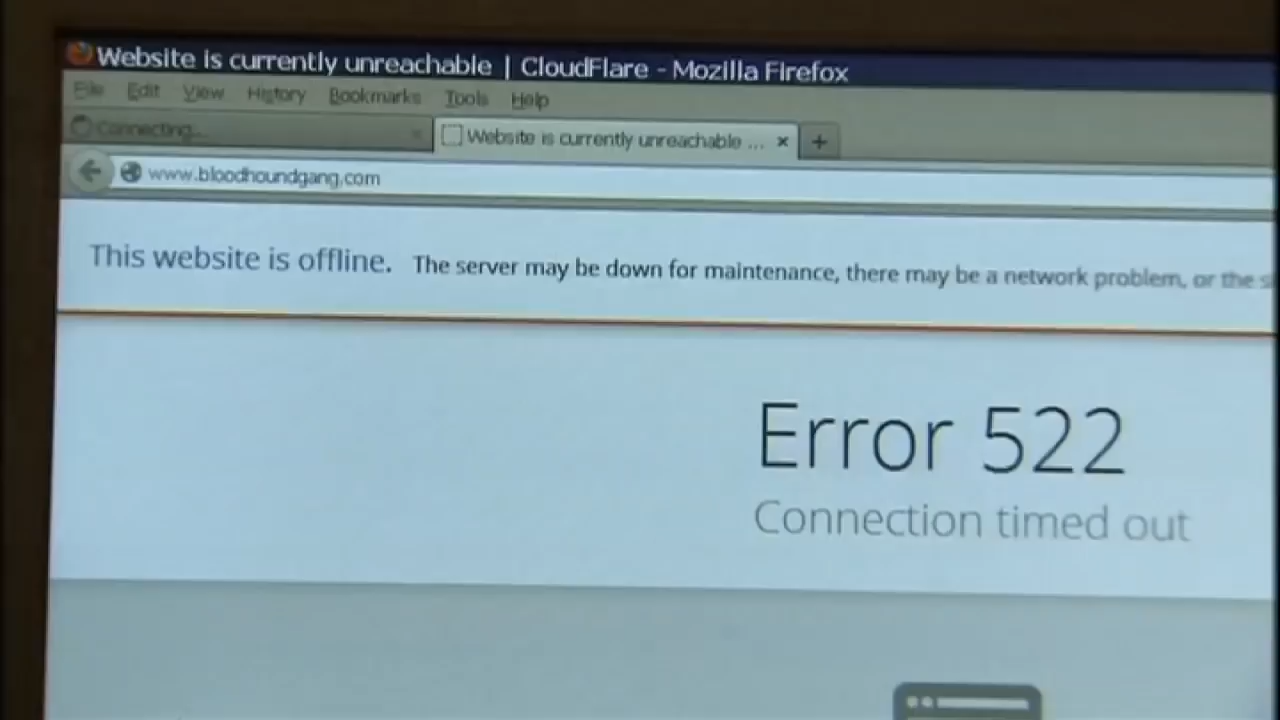 Website is currently unreachable | CloudFlare - Mozilla Firefox
File Edit View History Bookmarks Tools Help
Connecting...
Website is currently unreachable ...
www.bloodhoundgang.com
This website is offline. The server may be down for maintenance, there may be a network problem, or the
Error 522
Connection timed out